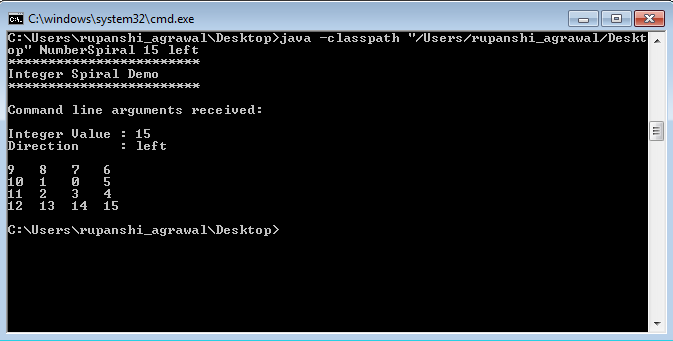 C:\windows\system32\cmd.exe
C:\Users\rupanshi_agrawal\Desktop>java -classpath "/Users/rupanshi_agrawal/Deskt
op" NumberSpiral 15 left
************************
Integer Spiral Demo
************************
Command line arguments received:
Integer Value : 15
Direction     : left
9   8   7   6
10  1   0   5
11  2   3   4
12  13  14  15
C:\Users\rupanshi_agrawal\Desktop>